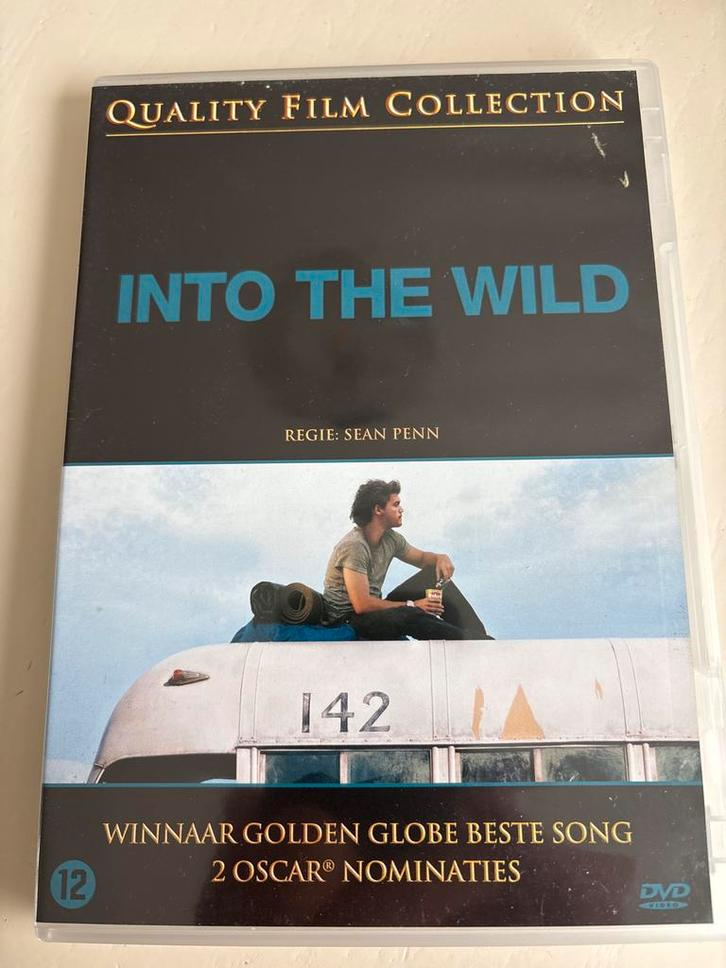 QUALITY FILM COLLECTION
INTO THE WILD
REGIE: SEAN PENN
142
WINNAAR GOLDEN GLOBE BESTE SONG
2 OSCAR® NOMINATIES
12
DVD
VIDEO